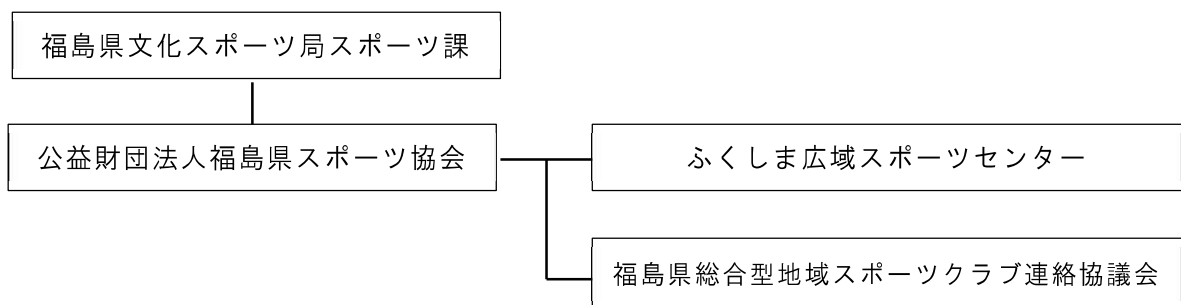 福島県文化スポーツ局スポーツ課
公益財団法人福島県スポーツ協会
ふくしま広域スポーツセンター
福島県総合型地域スポーツクラブ連絡協議会